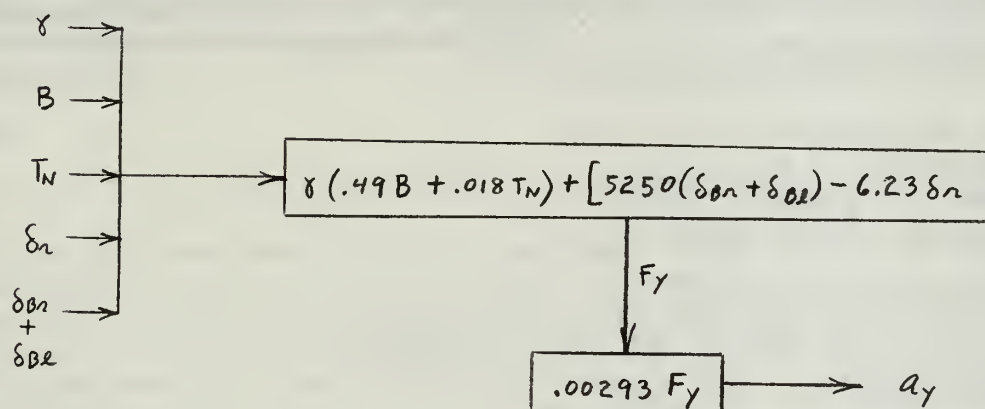 γ
B
T_N
γ (.49 B + .018 T_N) + [5250 (δ_Br + δ_Bl) - 6.23 δ_r
δ_r
δ_Br
+
δ_Bl
F_y
.00293 F_y
a_y